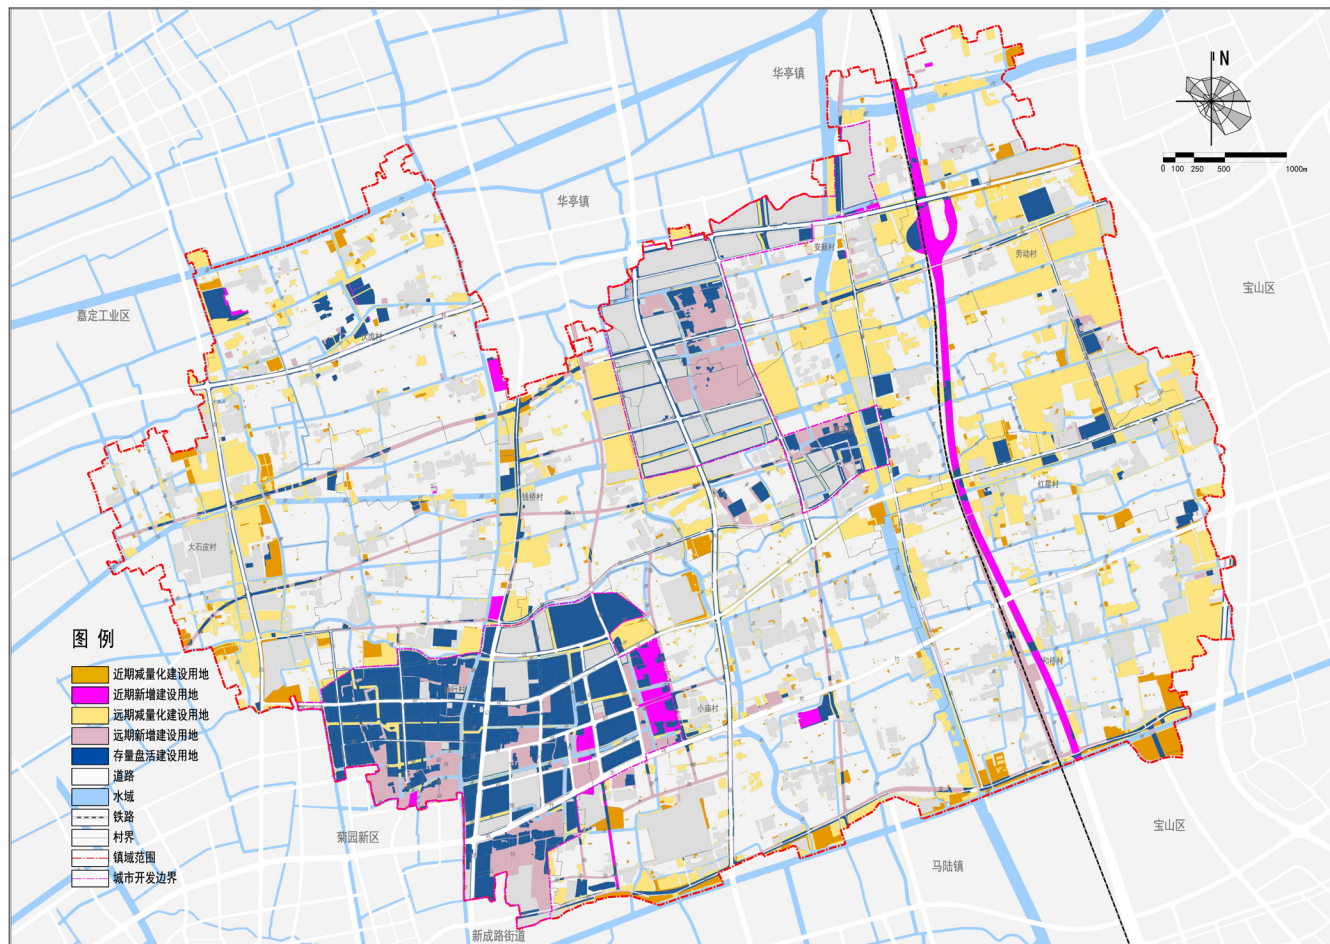 N
0 100 250 500 1000m
华亭镇
华亭镇
嘉定工业区
宝山区
安新村
劳动村
伏虎村
钱桥村
红星村
大石皮村
和桥村
小庙村
菊园新区
马陆镇
宝山区
新成路街道
图 例
近期减量化建设用地
近期新增建设用地
远期减量化建设用地
远期新增建设用地
存量盘活建设用地
道路
水域
铁路
村界
镇域范围
城市开发边界